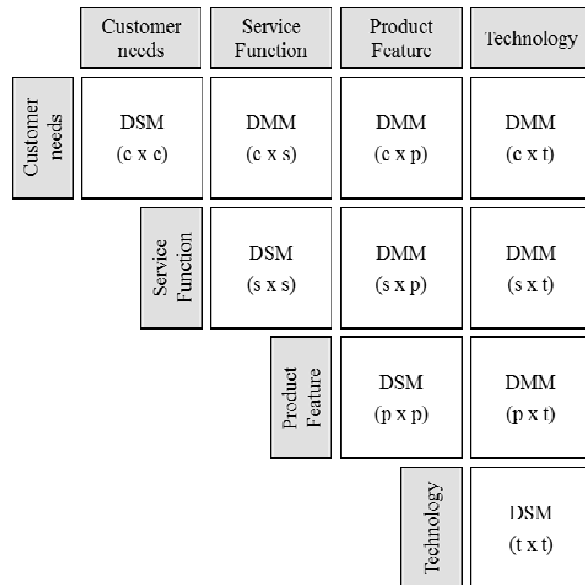 Customer needs
Service Function
Product Feature
Technology
Customer needs
DSM
(c x c)
DMM
(c x s)
DMM
(c x p)
DMM
(c x t)
Service Function
DSM
(s x s)
DMM
(s x p)
DMM
(s x t)
Product Feature
DSM
(p x p)
DMM
(p x t)
Technology
DSM
(t x t)